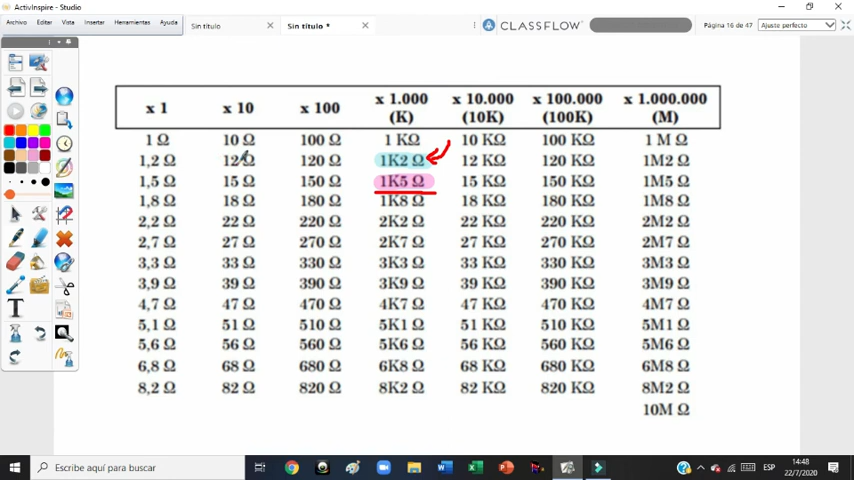 ActivInspire - Studio
Archivo Editar Vista Insertar Herramientas Ayuda
Sin título
Sin título *
CLASSFLOW
Página 16 de 47
Ajuste perfecto
x 1 x 10 x 100 x 1.000 (K) x 10.000 (10K) x 100.000 (100K) x 1.000.000 (M)
1 Ω 10 Ω 100 Ω 1 KΩ 10 KΩ 100 KΩ 1 M Ω
1,2 Ω 12 Ω 120 Ω 1K2 Ω 12 KΩ 120 KΩ 1M2 Ω
1,5 Ω 15 Ω 150 Ω 1K5 Ω 15 KΩ 150 KΩ 1M5 Ω
1,8 Ω 18 Ω 180 Ω 1K8 Ω 18 KΩ 180 KΩ 1M8 Ω
2,2 Ω 22 Ω 220 Ω 2K2 Ω 22 KΩ 220 KΩ 2M2 Ω
2,7 Ω 27 Ω 270 Ω 2K7 Ω 27 KΩ 270 KΩ 2M7 Ω
3,3 Ω 33 Ω 330 Ω 3K3 Ω 33 KΩ 330 KΩ 3M3 Ω
3,9 Ω 39 Ω 390 Ω 3K9 Ω 39 KΩ 390 KΩ 3M9 Ω
4,7 Ω 47 Ω 470 Ω 4K7 Ω 47 KΩ 470 KΩ 4M7 Ω
5,1 Ω 51 Ω 510 Ω 5K1 Ω 51 KΩ 510 KΩ 5M1 Ω
5,6 Ω 56 Ω 560 Ω 5K6 Ω 56 KΩ 560 KΩ 5M6 Ω
6,8 Ω 68 Ω 680 Ω 6K8 Ω 68 KΩ 680 KΩ 6M8 Ω
8,2 Ω 82 Ω 820 Ω 8K2 Ω 82 KΩ 820 KΩ 8M2 Ω
10M Ω
Escribe aquí para buscar
ESP
14:48
22/7/2020